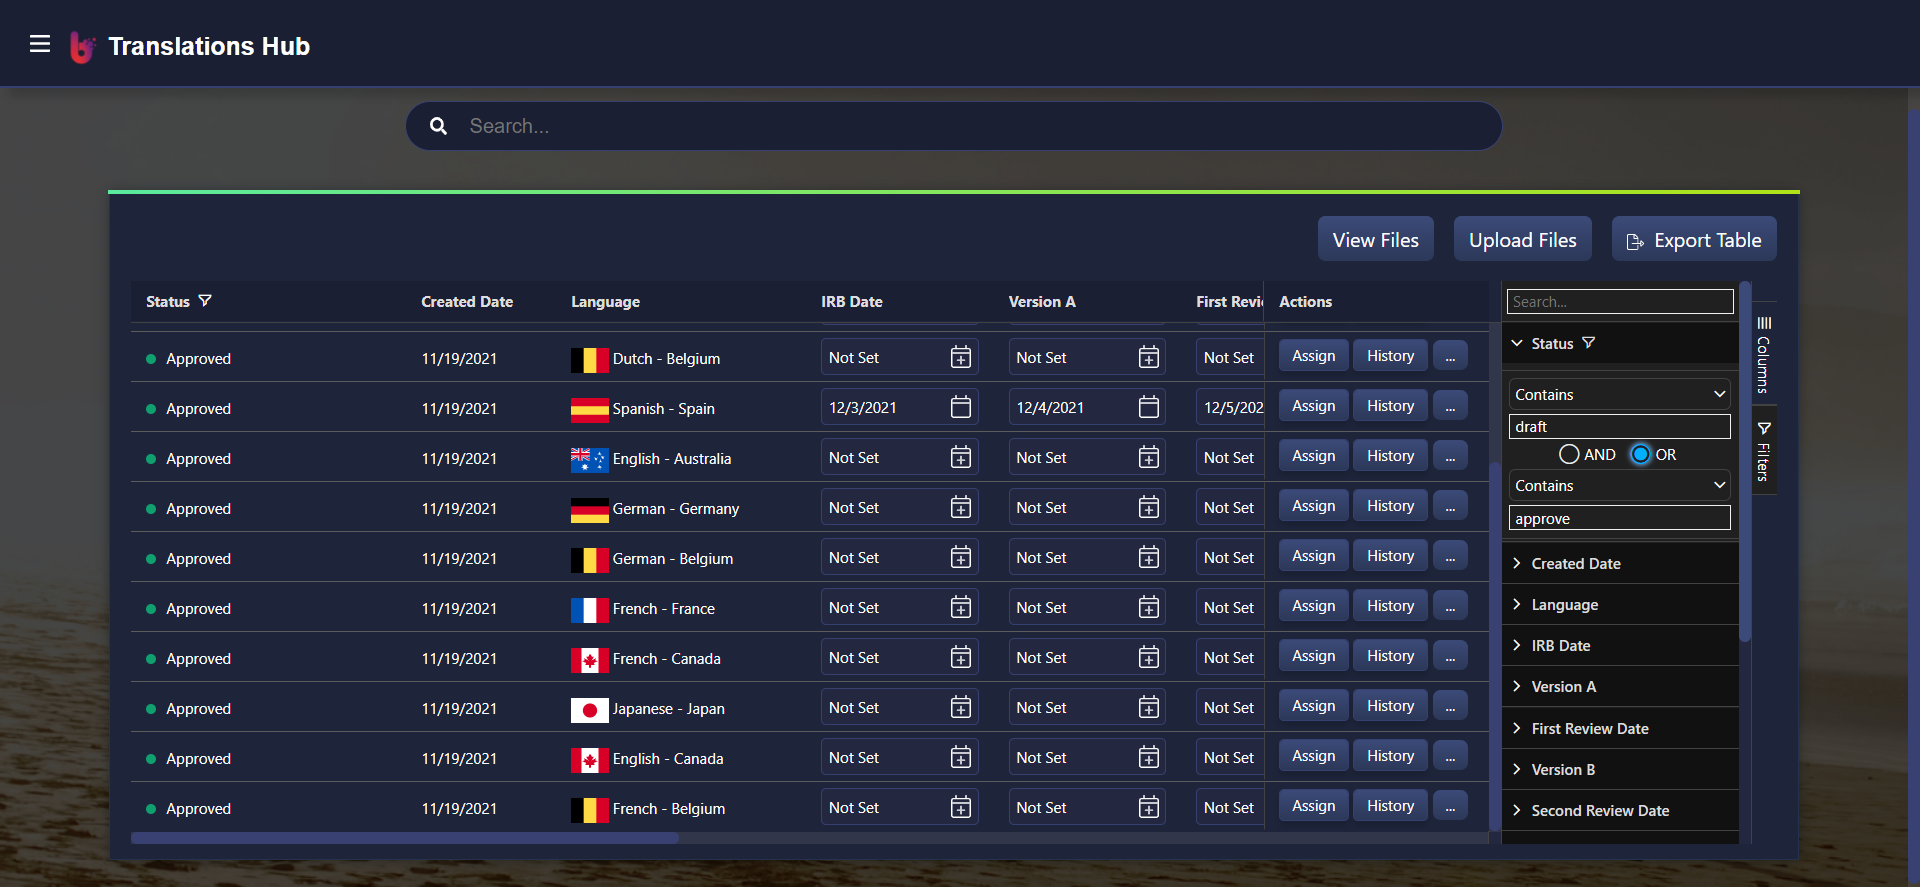 Translations Hub
Search...
View Files Upload Files Export Table
Status Created Date Language IRB Date Version A First Revi Actions
Approved 11/19/2021 Dutch - Belgium Not Set Not Set Not Set Assign History ...
Approved 11/19/2021 Spanish - Spain 12/3/2021 12/4/2021 12/5/202 Assign History ...
Approved 11/19/2021 English - Australia Not Set Not Set Not Set Assign History ...
Approved 11/19/2021 German - Germany Not Set Not Set Not Set Assign History ...
Approved 11/19/2021 German - Belgium Not Set Not Set Not Set Assign History ...
Approved 11/19/2021 French - France Not Set Not Set Not Set Assign History ...
Approved 11/19/2021 French - Canada Not Set Not Set Not Set Assign History ...
Approved 11/19/2021 Japanese - Japan Not Set Not Set Not Set Assign History ...
Approved 11/19/2021 English - Canada Not Set Not Set Not Set Assign History ...
Approved 11/19/2021 French - Belgium Not Set Not Set Not Set Assign History ...
Search...
Status
Contains
draft
AND OR
Contains
approve
Created Date
Language
IRB Date
Version A
First Review Date
Version B
Second Review Date
Columns
Filters